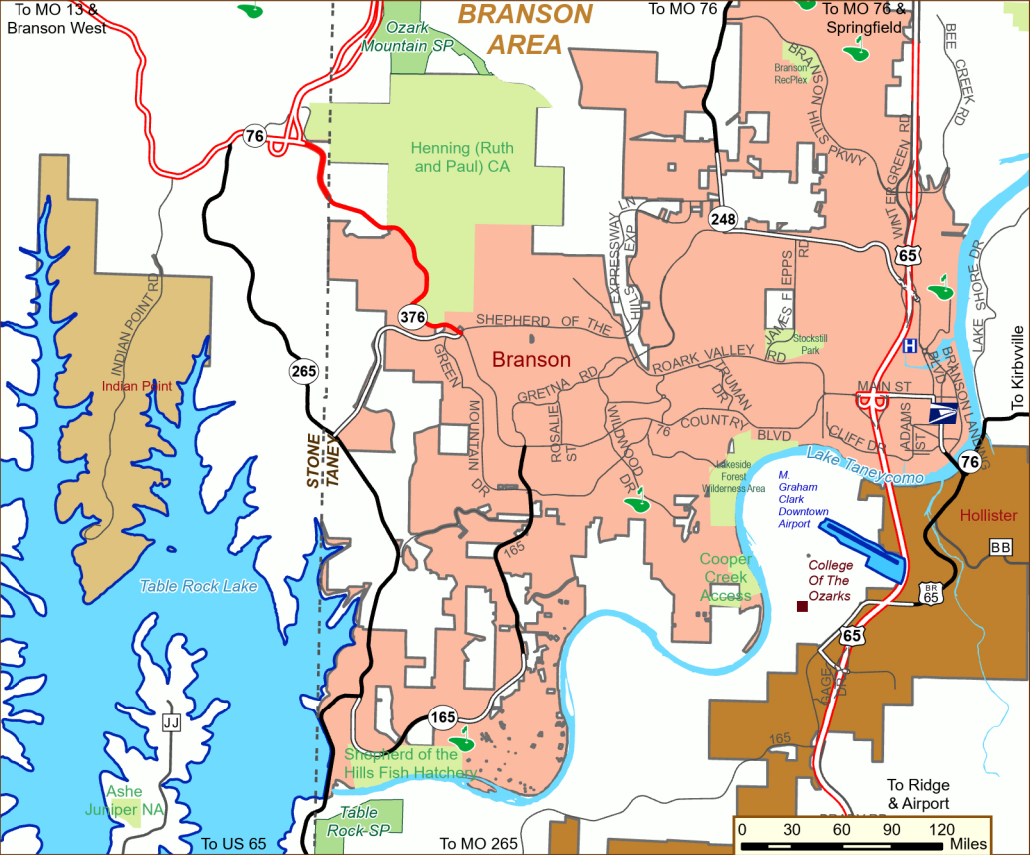 To MO 13 &
Branson West
Ozark
Mountain SP
BRANSON
AREA
To MO 76
To MO 76 &
Springfield
BEE CREEK RD
BRANSON HILLS PKWY
Branson
RecPlex
WINTERGREEN RD
76
Henning (Ruth
and Paul) CA
248
EXPRESSWAY LN
HILLS EXP
JAMES F EPPS RD
65
LAKE SHORE DR
INDIAN POINT RD
376
SHEPHERD OF THE
Stockstill
Park
H
Branson
ROARK VALLEY RD
GREEN MOUNTAIN DR
265
Indian Point
GRETNA RD
TRUMAN DR
MAIN ST
BLVD
BRANSON LANDING
To Kirbyville
ROSALIE ST
WILDWOOD DR
76 COUNTRY BLVD
CLIFF DR
ADAMS ST
STONE
TANEY
Lake Taneycomo
76
Lakeside
Forest
Wilderness Area
M.
Graham
Clark
Downtown
Airport
Hollister
BB
165
Cooper
Creek
Access
College
Of The
Ozarks
BR
65
Table Rock Lake
65
GAGE DR
JJ
165
165
Shepherd of the
Hills Fish Hatchery
Ashe
Juniper NA
Table
Rock SP
To Ridge
& Airport
To US 65
To MO 265
0 30 60 90 120
Miles